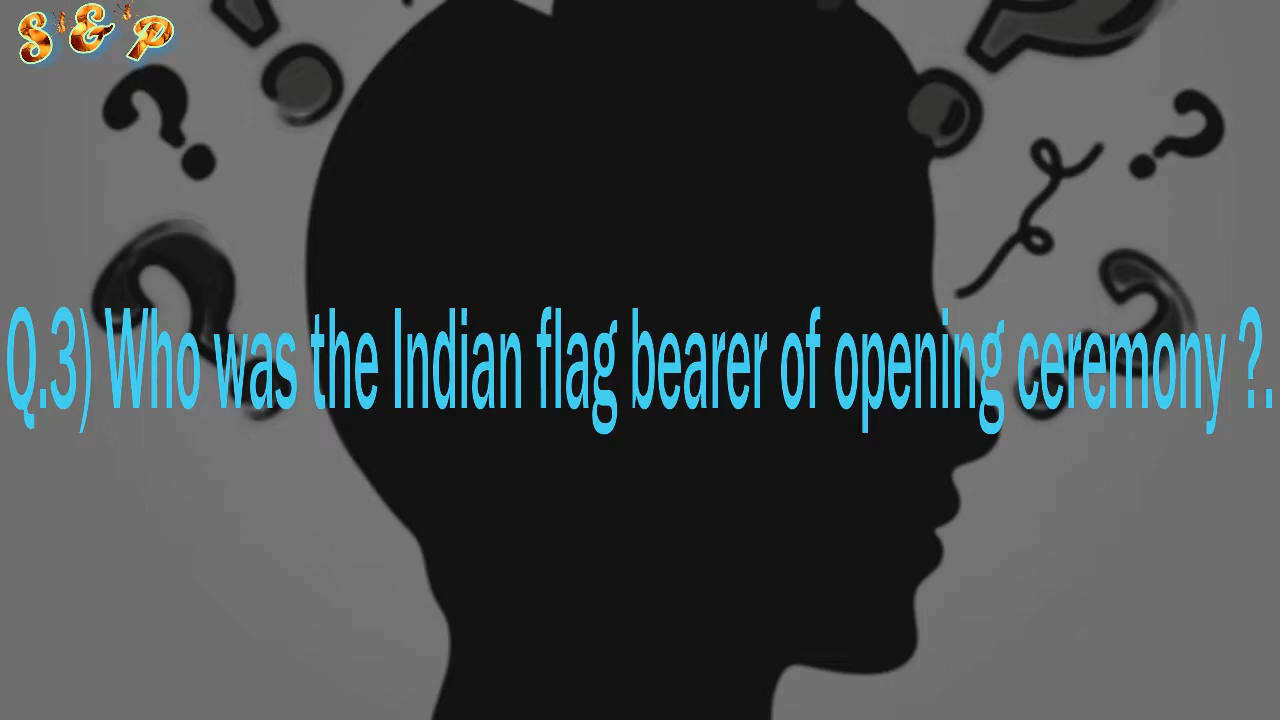 S & P
Q.3) Who was the Indian flag bearer of opening ceremony ?.